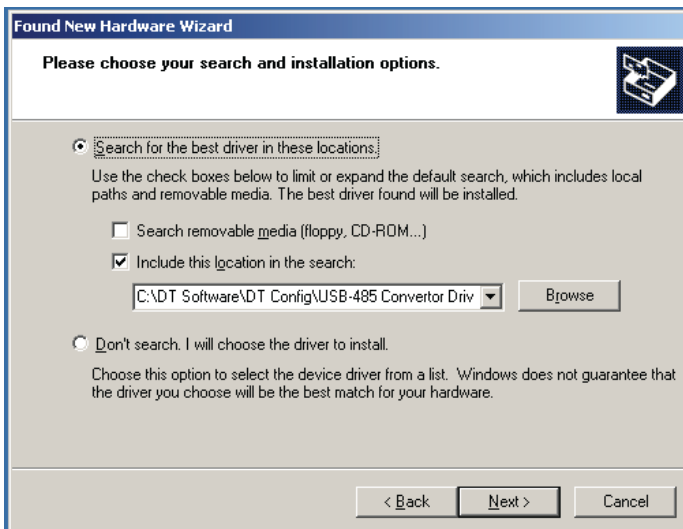 Found New Hardware Wizard
Please choose your search and installation options.
Search for the best driver in these locations.
Use the check boxes below to limit or expand the default search, which includes local
paths and removable media. The best driver found will be installed.
Search removable media (floppy, CD-ROM...)
Include this location in the search:
C:\DT Software\DT Config\USB-485 Convertor Driv
Browse
Don't search. I will choose the driver to install.
Choose this option to select the device driver from a list. Windows does not guarantee that
the driver you choose will be the best match for your hardware.
< Back
Next >
Cancel